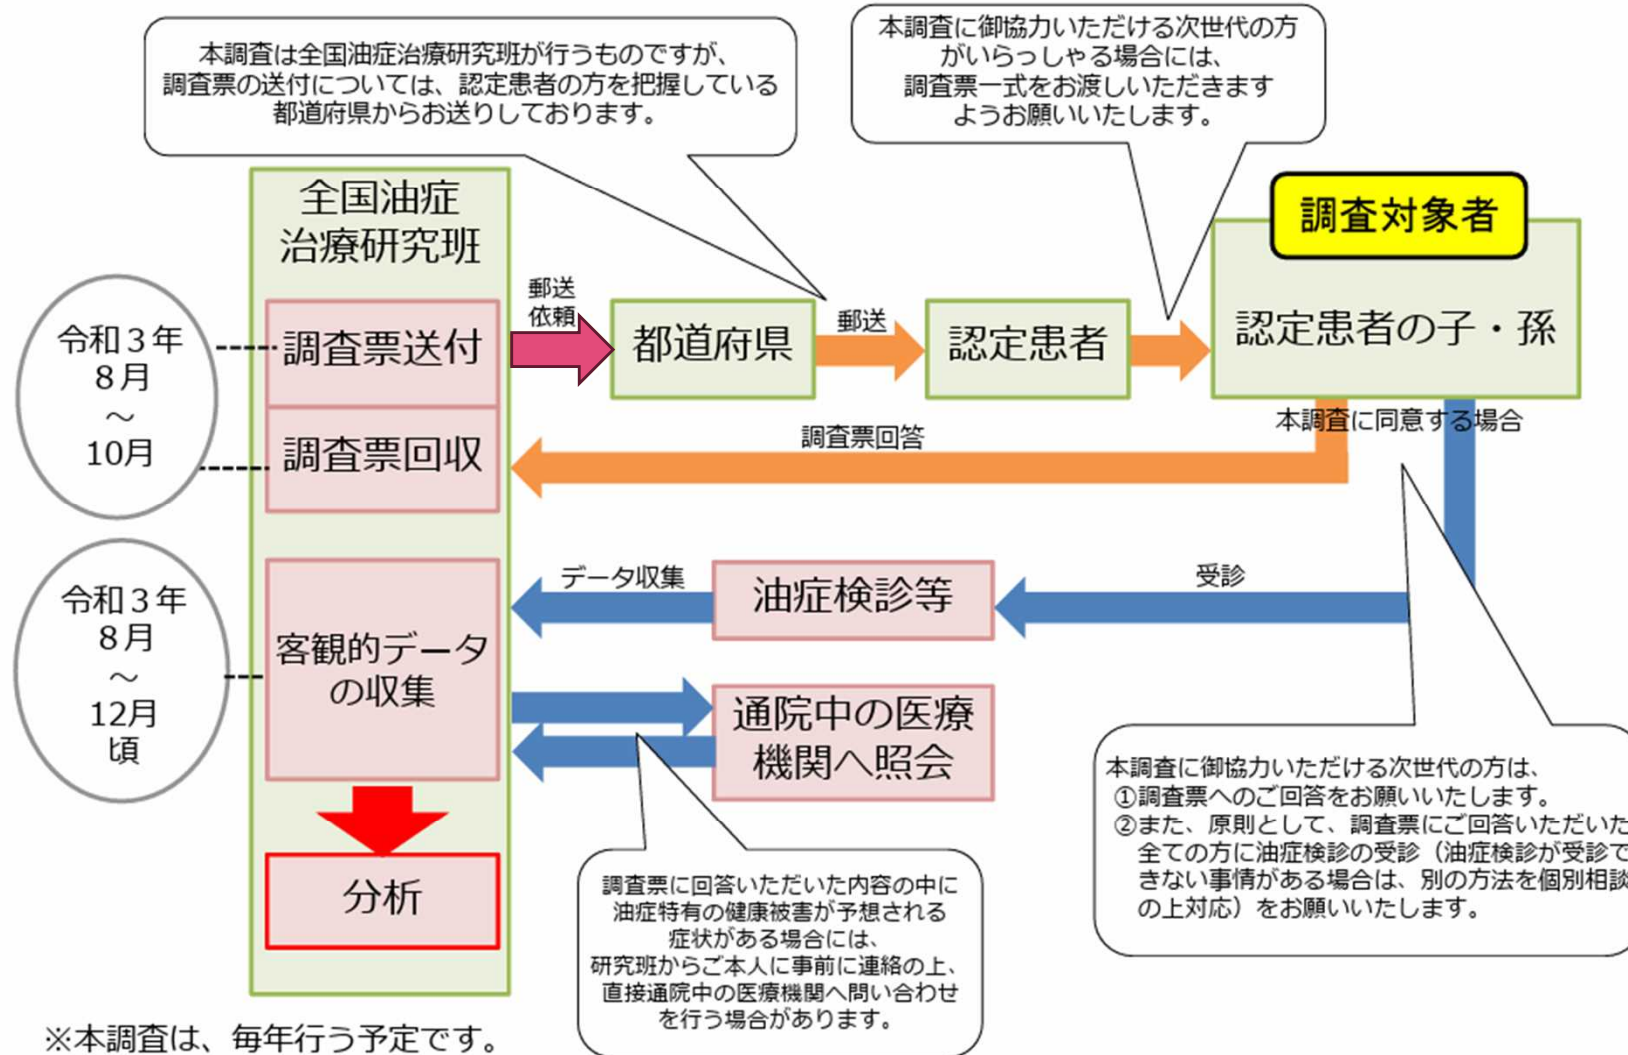 本調査は全国油症治療研究班が行うものですが、
調査票の送付については、認定患者の方を把握している
都道府県からお送りしております。
本調査に御協力いただける次世代の方
がいらっしゃる場合には、
調査票一式をお渡しいただきます
ようお願いいたします。
全国油症
治療研究班
調査対象者
令和３年
８月
～
10月
調査票送付
郵送
依頼
都道府県
郵送
認定患者
認定患者の子・孫
調査票回収
調査票回答
本調査に同意する場合
令和３年
８月
～
12月
頃
客観的データ
の収集
データ収集
油症検診等
受診
通院中の医療
機関へ照会
本調査に御協力いただける次世代の方は、
①調査票へのご回答をお願いいたします。
②また、原則として、調査票にご回答いただいた
全ての方に油症検診の受診（油症検診が受診で
きない事情がある場合は、別の方法を個別相談
の上対応）をお願いいたします。
分析
調査票に回答いただいた内容の中に
油症特有の健康被害が予想される
症状がある場合には、
研究班からご本人に事前に連絡の上、
直接通院中の医療機関へ問い合わせ
を行う場合があります。
※本調査は、毎年行う予定です。